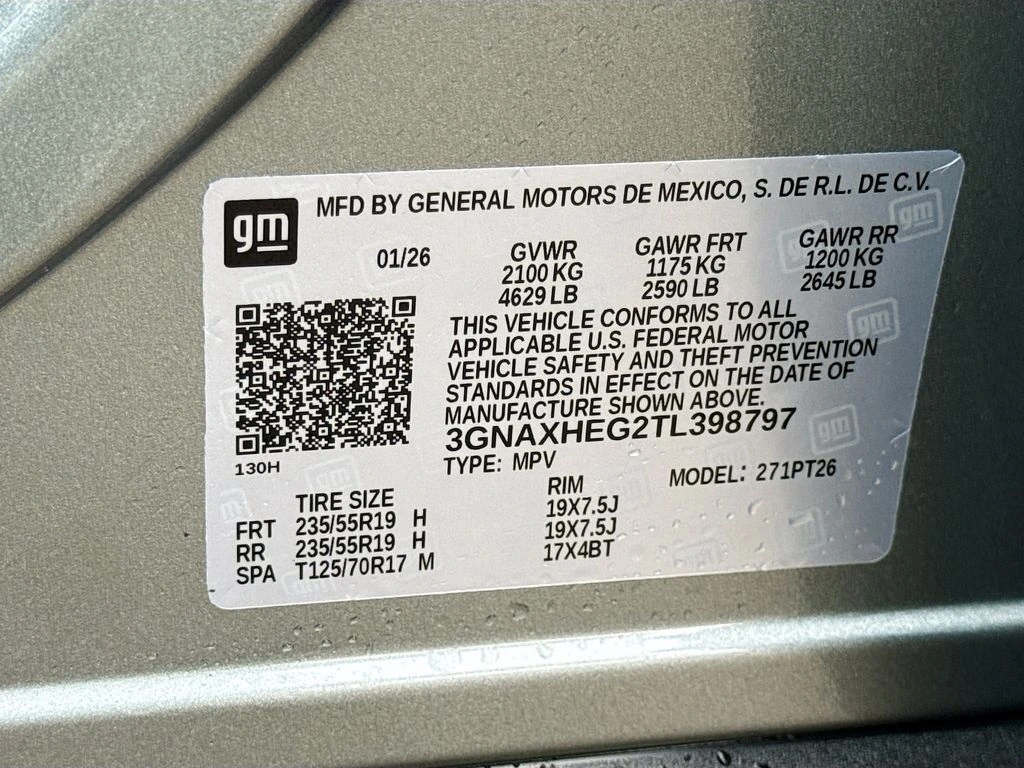 gm MFD BY GENERAL MOTORS DE MEXICO, S. DE R.L. DE C.V.
01/26 GVWR GAWR FRT GAWR RR
2100 KG 1175 KG 1200 KG
4629 LB 2590 LB 2645 LB
THIS VEHICLE CONFORMS TO ALL
APPLICABLE U.S. FEDERAL MOTOR
VEHICLE SAFETY AND THEFT PREVENTION
STANDARDS IN EFFECT ON THE DATE OF
MANUFACTURE SHOWN ABOVE.
3GNAXHEG2TL398797
130H
TYPE: MPV MODEL: 271PT26
TIRE SIZE RIM
FRT 235/55R19 H 19X7.5J
RR 235/55R19 H 19X7.5J
SPA T125/70R17 M 17X4BT